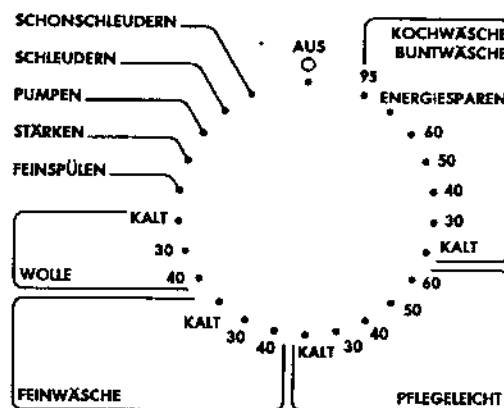 AUS
KOCHWÄSCHE
BUNTWÄSCHE
95
ENERGIESPAREN
60
50
40
30
KALT
60
50
40
30
KALT
PFLEGELEICHT
40
30
KALT
FEINWÄSCHE
40
30
KALT
WOLLE
FEINSPÜLEN
STÄRKEN
PUMPEN
SCHLEUDERN
SCHONSCHLEUDERN